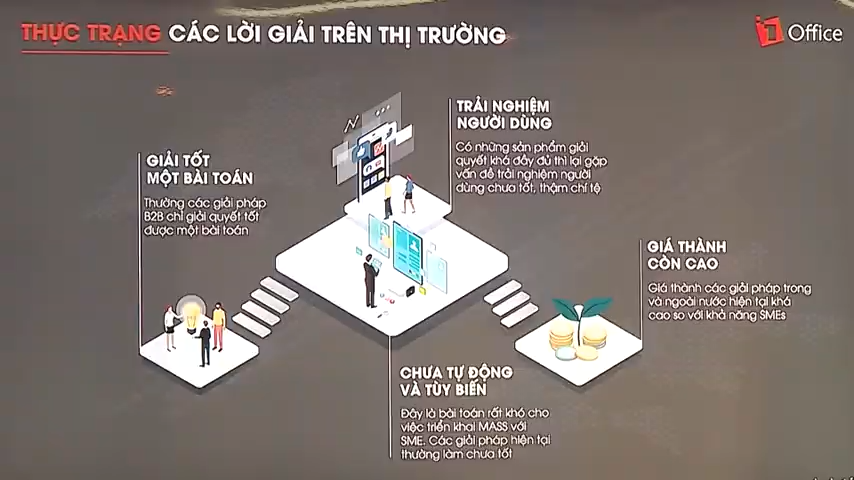 THỰC TRẠNG CÁC LỜI GIẢI TRÊN THỊ TRƯỜNG
1Office
TRẢI NGHIỆM
NGƯỜI DÙNG
Có những sản phẩm giải
quyết khá đầy đủ thì lại gặp
vấn đề trải nghiệm người
dùng chưa tốt, thậm chí tệ
GIẢI TỐT
MỘT BÀI TOÁN
Thường các giải pháp
B2B chỉ giải quyết tốt
được một bài toán
GIÁ THÀNH
CÒN CAO
Giá thành các giải pháp trong
và ngoài nước hiện tại khá
cao so với khả năng SMEs
CHƯA TỰ ĐỘNG
VÀ TÙY BIẾN
Đây là bài toán rất khó cho
việc triển khai MASS với
SME. Các giải pháp hiện tại
thường làm chưa tốt